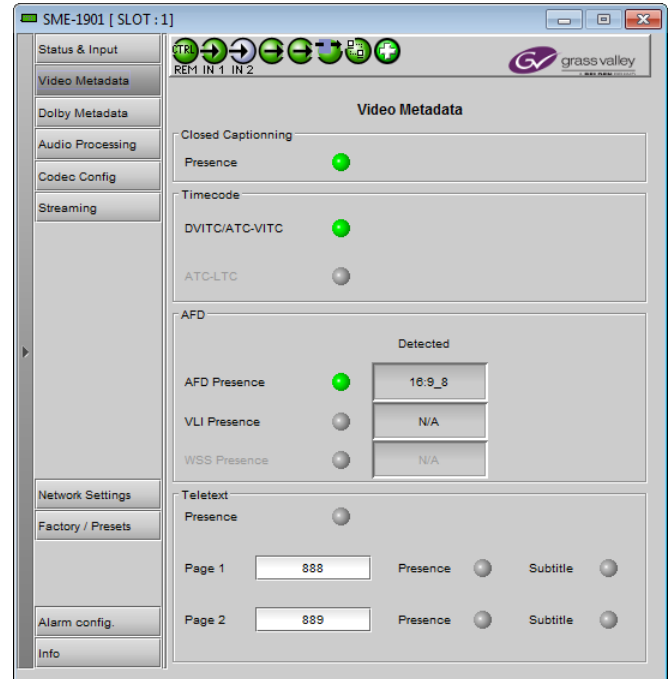 SME-1901 [ SLOT : 1]
Status & Input
Video Metadata
Dolby Metadata
Audio Processing
Codec Config
Streaming
Network Settings
Factory / Presets
Alarm config.
Info
CTRL
REM IN 1 IN 2
GV grass valley
A BELDEN BRAND
Video Metadata
Closed Captionning
Presence
Timecode
DVITC/ATC-VITC
ATC-LTC
AFD
Detected
AFD Presence 16:9_8
VLI Presence N/A
WSS Presence N/A
Teletext
Presence
Page 1 888 Presence Subtitle
Page 2 889 Presence Subtitle